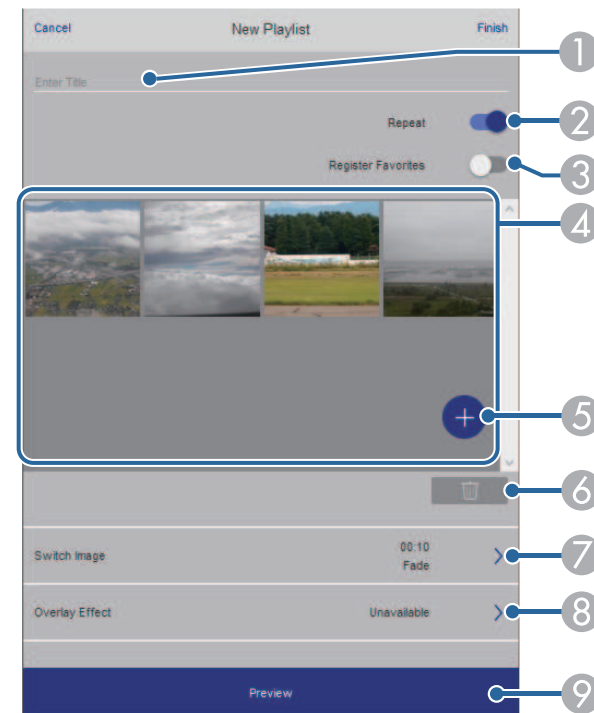 Cancel New Playlist Finish
1
Enter Title
Repeat 2
Register Favorites 3
4
5
6
Switch Image 00:10 7
Fade
Overlay Effect Unavailable 8
Preview 9